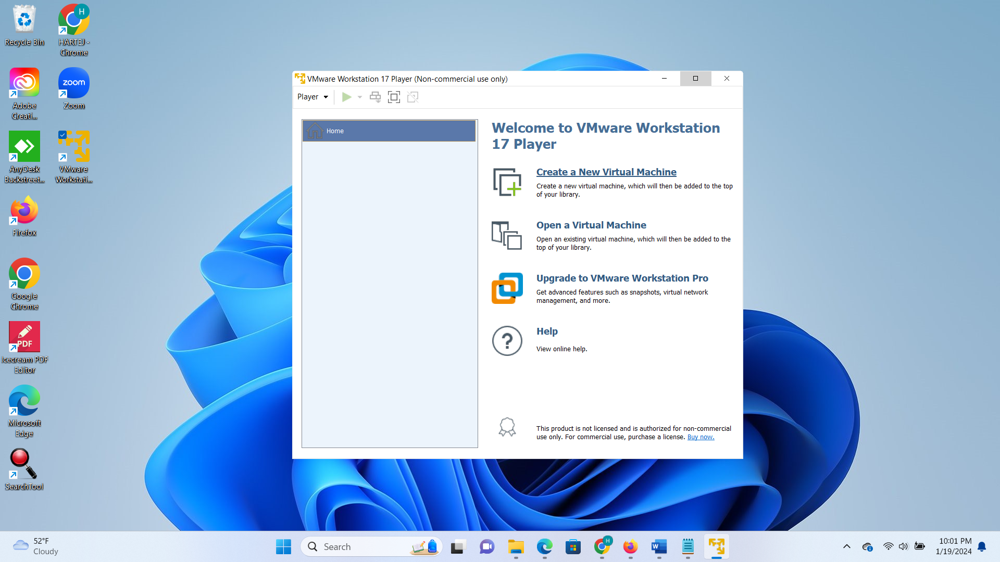 Recycle Bin
HARTEJ -
Chrome
H
Adobe
Creati...
zoom
Zoom
AnyDesk
Backstreet...
VMware
Workstati...
Firefox
Google
Chrome
PDF
Icecream PDF
Editor
Microsoft
Edge
SearchTool
VMware Workstation 17 Player (Non-commercial use only)
Player
Home
Welcome to VMware Workstation
17 Player
Create a New Virtual Machine
Create a new virtual machine, which will then be added to the top
of your library.
Open a Virtual Machine
Open an existing virtual machine, which will then be added to the
top of your library.
Upgrade to VMware Workstation Pro
Get advanced features such as snapshots, virtual network
management, and more.
?
Help
View online help.
This product is not licensed and is authorized for non-commercial
use only. For commercial use, purchase a license. Buy now.
52°F
Cloudy
Search
H
W
10:01 PM
1/19/2024